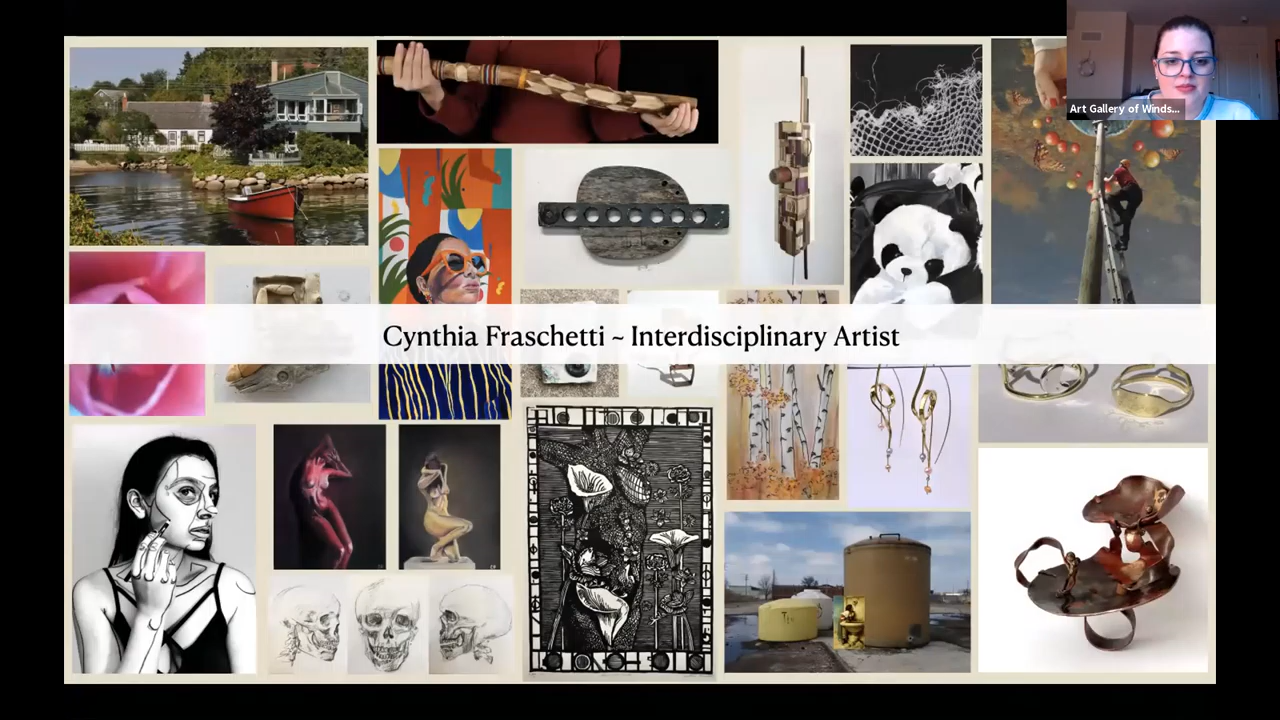 Art Gallery of Winds...
Cynthia Fraschetti ~ Interdisciplinary Artist